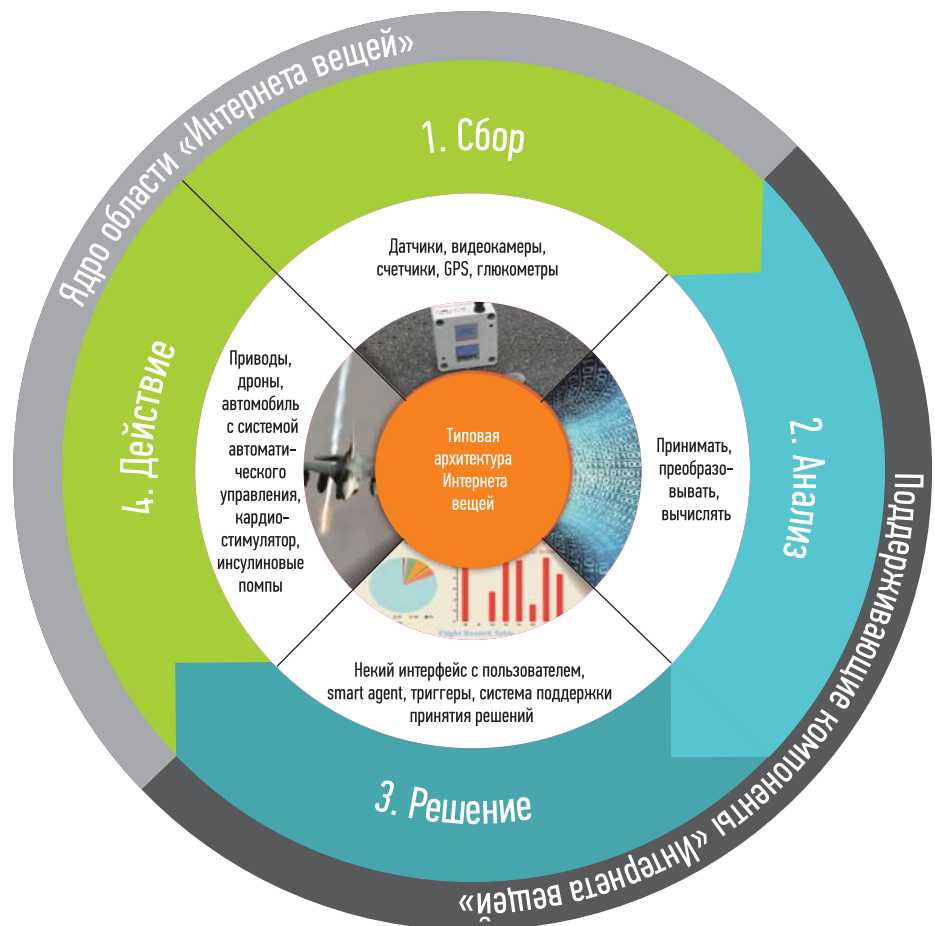 Ядро области «Интернета вещей»
1. Сбор
Датчики, видеокамеры,
счетчики, GPS, глюкометры
2. Анализ
Принимать,
преобразо-
вывать,
вычислять
Поддерживающие компоненты «Интернета вещей»
3. Решение
Некий интерфейс с пользователем,
smart agent, триггеры, система поддержки
принятия решений
4. Действие
Приводы,
дроны,
автомобиль
с системой
автомати-
ческого
управления,
кардио-
стимулятор,
инсулиновые
помпы
Типовая
архитектура
Интернета
вещей